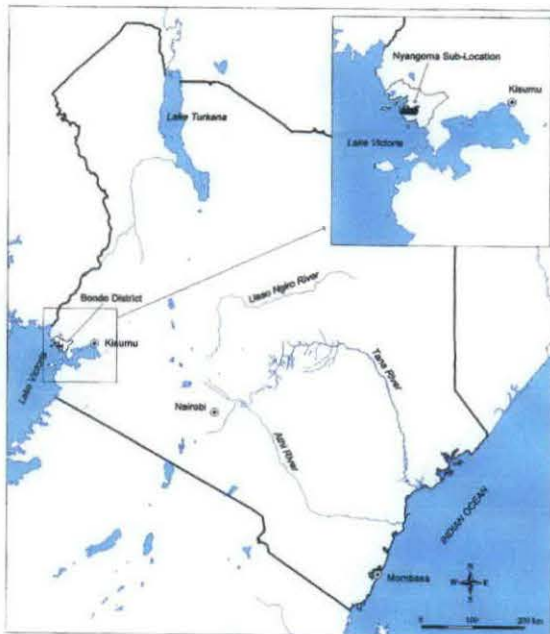 Nyangoma Sub-Location
Kisumu
Lake Victoria
Lake Turkana
Uaso Ngiro River
Bondo District
Kisumu
Lake Victoria
Tana River
Nairobi
Athi River
INDIAN OCEAN
Mombasa
N
W E
S
0 100 200 km